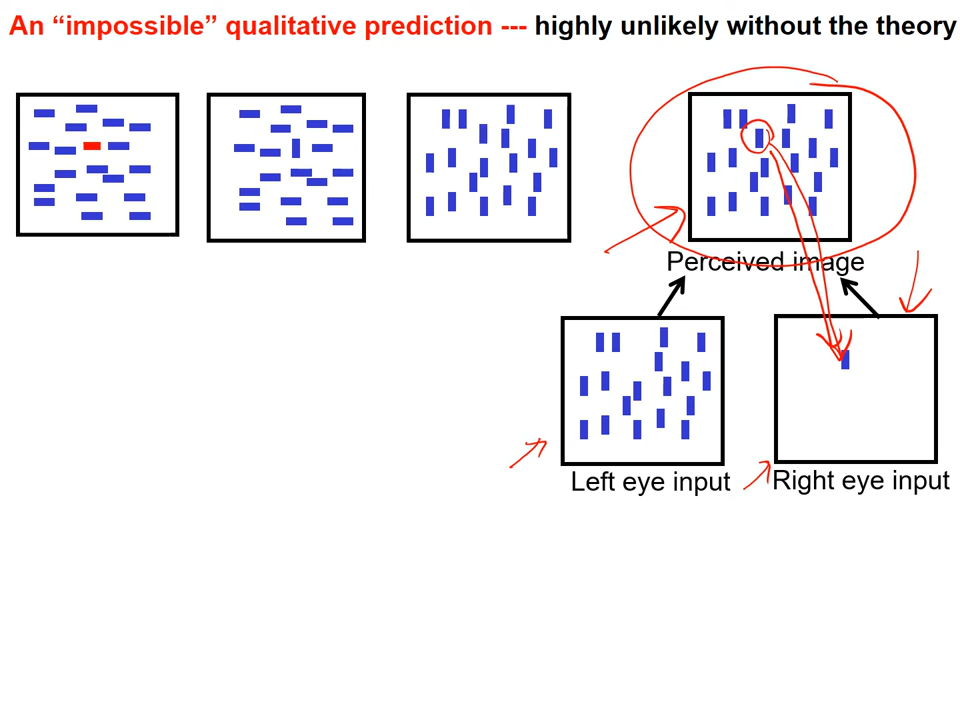 An “impossible” qualitative prediction --- highly unlikely without the theory
Perceived image
Left eye input
Right eye input